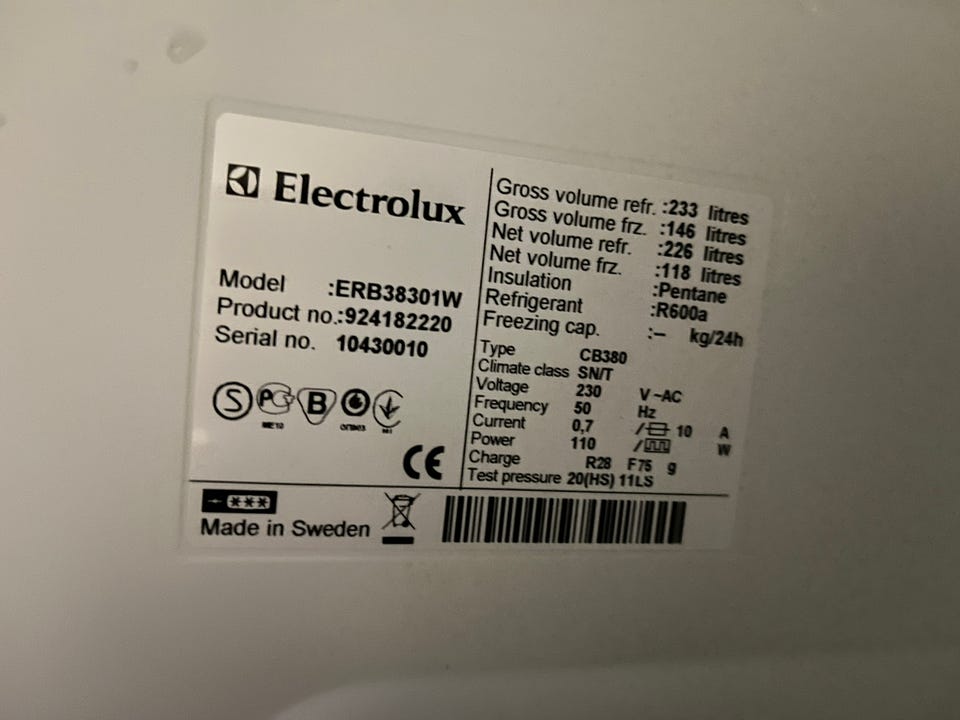 Electrolux
Model :ERB38301W
Product no.:924182220
Serial no. 10430010
S PG B
ME10
CE
Made in Sweden
Gross volume refr. :233 litres
Gross volume frz. :146 litres
Net volume refr. :226 litres
Net volume frz. :118 litres
Insulation :Pentane
Refrigerant :R600a
Freezing cap. :– kg/24h
Type CB380
Climate class SN/T
Voltage 230 V ~AC
Frequency 50 Hz
Current 0,7 / 10 A
Power 110 / W
Charge R28 F75 g
Test pressure 20(HS) 11LS